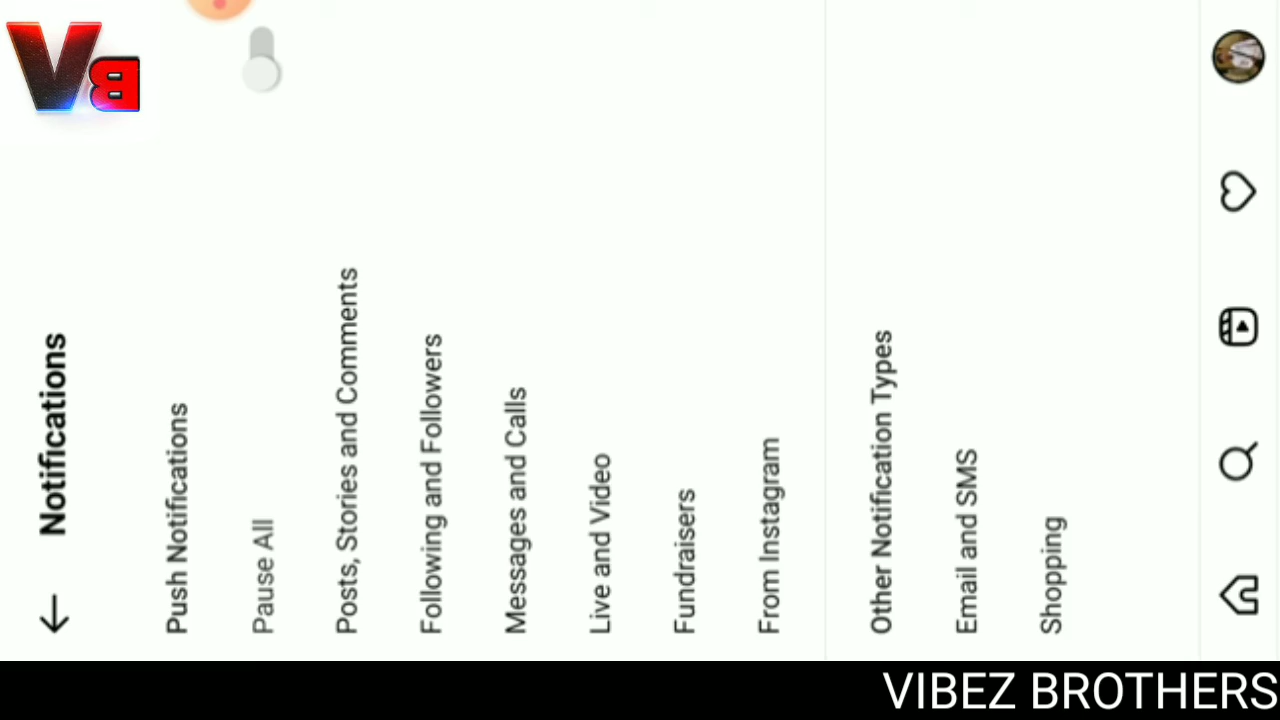 VB
Notifications
Push Notifications
Pause All
Posts, Stories and Comments
Following and Followers
Messages and Calls
Live and Video
Fundraisers
From Instagram
Other Notification Types
Email and SMS
Shopping
VIBEZ BROTHERS